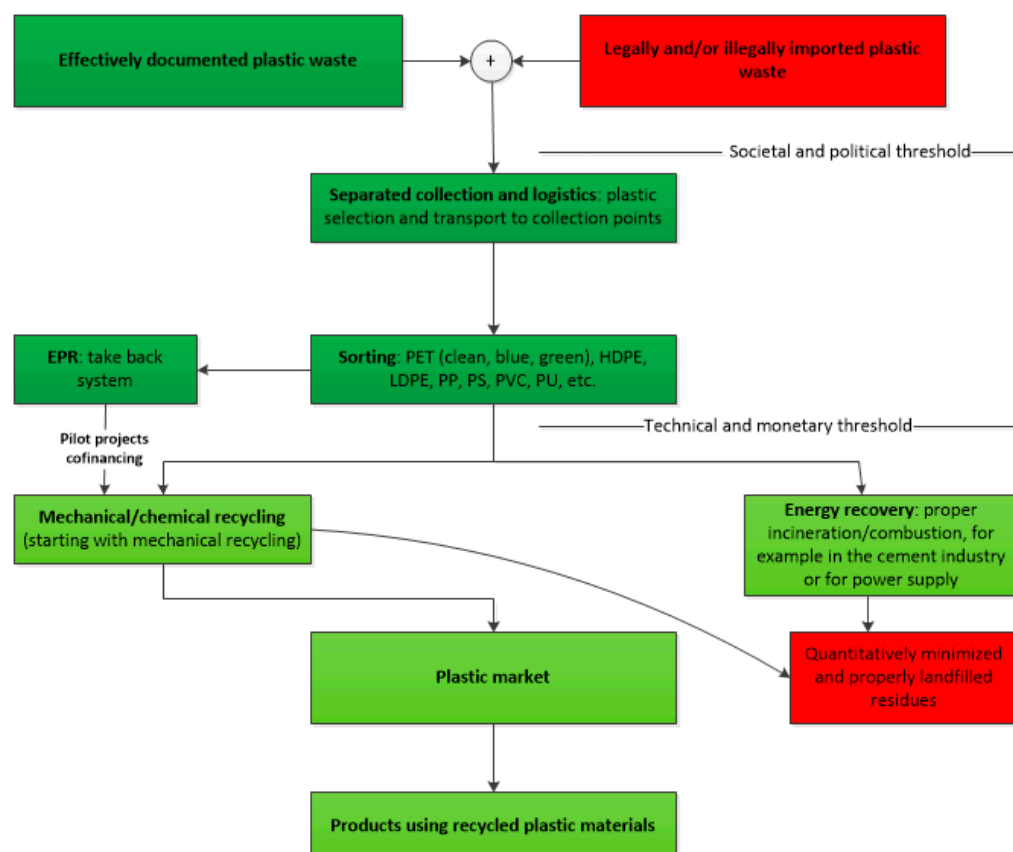 Effectively documented plastic waste
+
Legally and/or illegally imported plastic
waste
Societal and political threshold
Separated collection and logistics: plastic
selection and transport to collection points
EPR: take back
system
Sorting: PET (clean, blue, green), HDPE,
LDPE, PP, PS, PVC, PU, etc.
Technical and monetary threshold
Pilot projects
cofinancing
Mechanical/chemical recycling
(starting with mechanical recycling)
Energy recovery: proper
incineration/combustion, for
example in the cement industry
or for power supply
Plastic market
Quantitatively minimized
and properly landfilled
residues
Products using recycled plastic materials